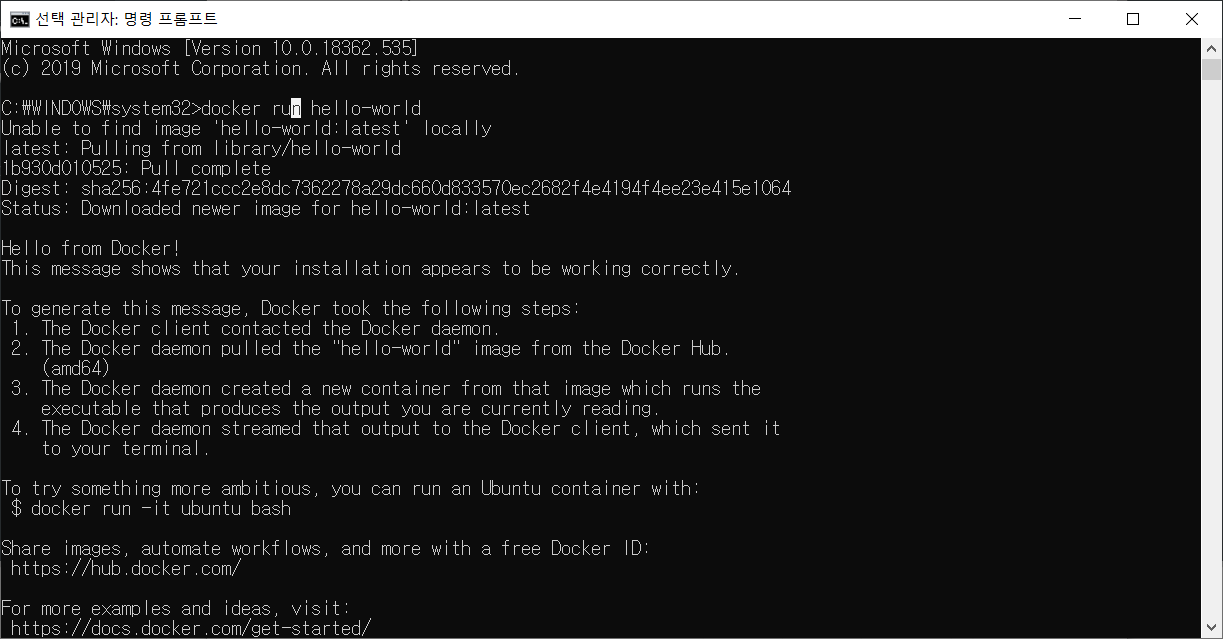 선택 관리자: 명령 프롬프트
Microsoft Windows [Version 10.0.18362.535]
(c) 2019 Microsoft Corporation. All rights reserved.
C:₩WINDOWS₩system32>docker run hello-world
Unable to find image 'hello-world:latest' locally
latest: Pulling from library/hello-world
1b930d010525: Pull complete
Digest: sha256:4fe721ccc2e8dc7362278a29dc660d833570ec2682f4e4194f4ee23e415e1064
Status: Downloaded newer image for hello-world:latest
Hello from Docker!
This message shows that your installation appears to be working correctly.
To generate this message, Docker took the following steps:
1. The Docker client contacted the Docker daemon.
2. The Docker daemon pulled the "hello-world" image from the Docker Hub.
(amd64)
3. The Docker daemon created a new container from that image which runs the
executable that produces the output you are currently reading.
4. The Docker daemon streamed that output to the Docker client, which sent it
to your terminal.
To try something more ambitious, you can run an Ubuntu container with:
$ docker run -it ubuntu bash
Share images, automate workflows, and more with a free Docker ID:
https://hub.docker.com/
For more examples and ideas, visit:
https://docs.docker.com/get-started/